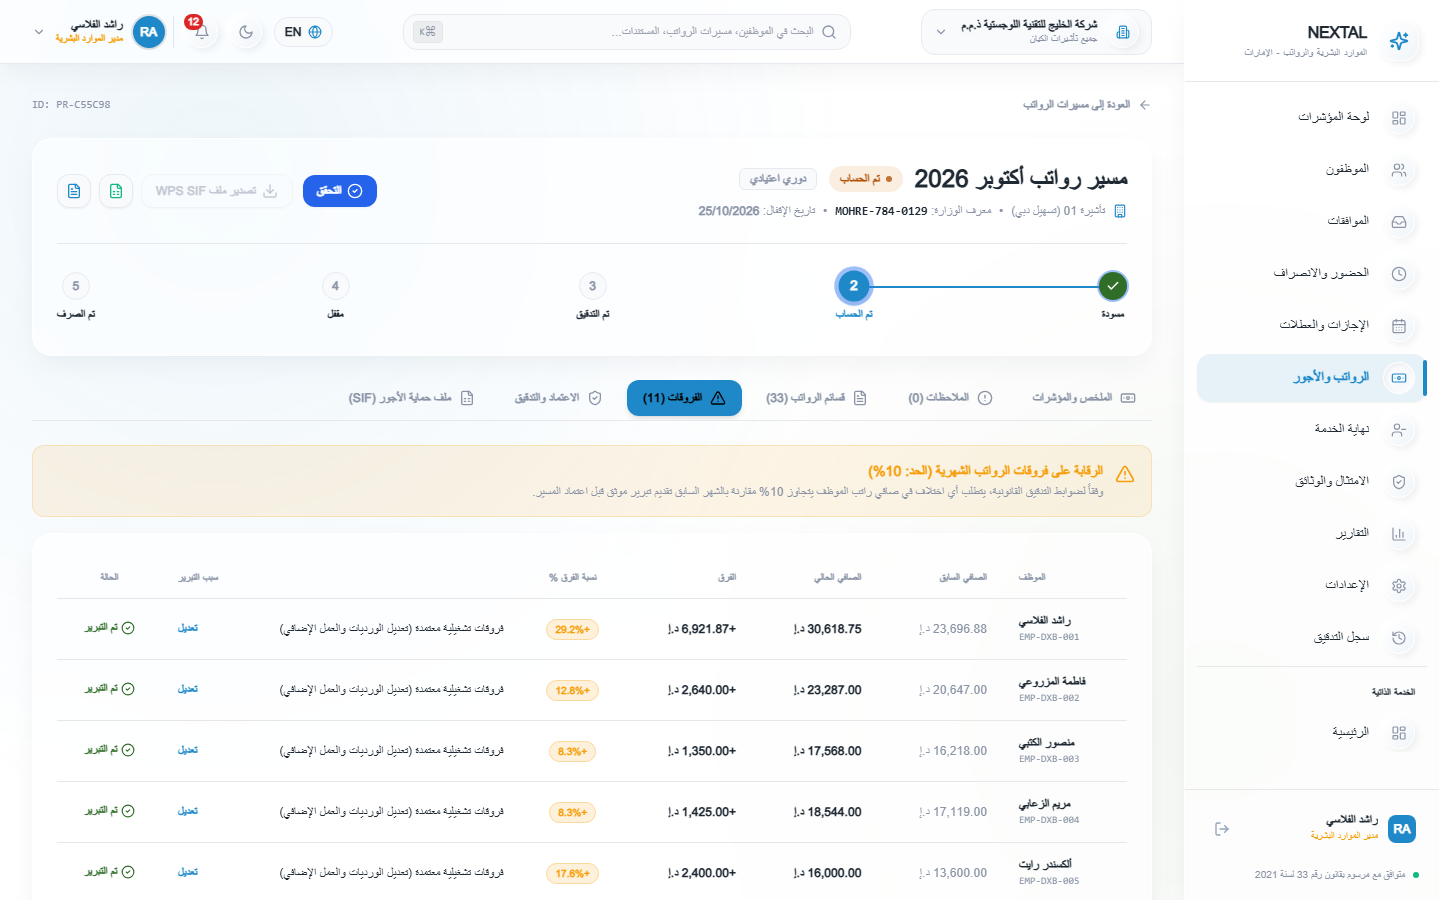 NEXTAL
الموارد البشرية والرواتب - الإمارات
لوحة المؤشرات
الموظفون
الموافقات
الحضور والانصراف
الإجازات والعطلات
الرواتب والأجور
نهاية الخدمة
الامتثال والوثائق
التقارير
الإعدادات
سجل التدقيق
الخدمة الذاتية
الرئيسية
RA
راشد الفلاسي
مدير الموارد البشرية
متوافق مع مرسوم بقانون رقم 33 لسنة 2021
شركة الخليج للتقنية اللوجستية ذ.م.م
جميع تأشيرات الكيان
البحث في الموظفين، مسيرات الرواتب، المستندات...
⌘K
EN
12
RA
راشد الفلاسي
مدير الموارد البشرية
العودة إلى مسيرات الرواتب
ID: PR-C55C98
مسير رواتب أكتوبر 2026
تم الحساب
دوري اعتيادي
تأشيرة 01 (تسهيل دبي) • معرف الوزارة: MOHRE-784-0129 • تاريخ الإقفال: 25/10/2026
التحقق
تصدير ملف WPS SIF
مسودة
2
تم الحساب
3
تم التدقيق
4
مقفل
5
تم الصرف
الملخص والمؤشرات
الملاحظات (0)
قسائم الرواتب (33)
الفروقات (11)
الاعتماد والتدقيق
ملف حماية الأجور (SIF)
الرقابة على فروقات الرواتب الشهرية (الحد: 10%)
وفقاً لضوابط التدقيق القانونية، يتطلب أي اختلاف في صافي راتب الموظف يتجاوز 10% مقارنة بالشهر السابق تقديم تبرير موثق قبل اعتماد المسير.
الموظف الصافي السابق الصافي الحالي الفرق نسبة الفرق % سبب التبرير الحالة
راشد الفلاسي
EMP-DXB-001
23,696.88 د.إ 30,618.75 د.إ +6,921.87 د.إ +29.2% فروقات تشغيلية معتمدة (تعديل الورديات والعمل الإضافي) تعديل تم التبرير
فاطمة المزروعي
EMP-DXB-002
20,647.00 د.إ 23,287.00 د.إ +2,640.00 د.إ +12.8% فروقات تشغيلية معتمدة (تعديل الورديات والعمل الإضافي) تعديل تم التبرير
منصور الكتبي
EMP-DXB-003
16,218.00 د.إ 17,568.00 د.إ +1,350.00 د.إ +8.3% فروقات تشغيلية معتمدة (تعديل الورديات والعمل الإضافي) تعديل تم التبرير
مريم الزعابي
EMP-DXB-004
17,119.00 د.إ 18,544.00 د.إ +1,425.00 د.إ +8.3% فروقات تشغيلية معتمدة (تعديل الورديات والعمل الإضافي) تعديل تم التبرير
ألكسندر رايت
EMP-DXB-005
13,600.00 د.إ 16,000.00 د.إ +2,400.00 د.إ +17.6% فروقات تشغيلية معتمدة (تعديل الورديات والعمل الإضافي) تعديل تم التبرير